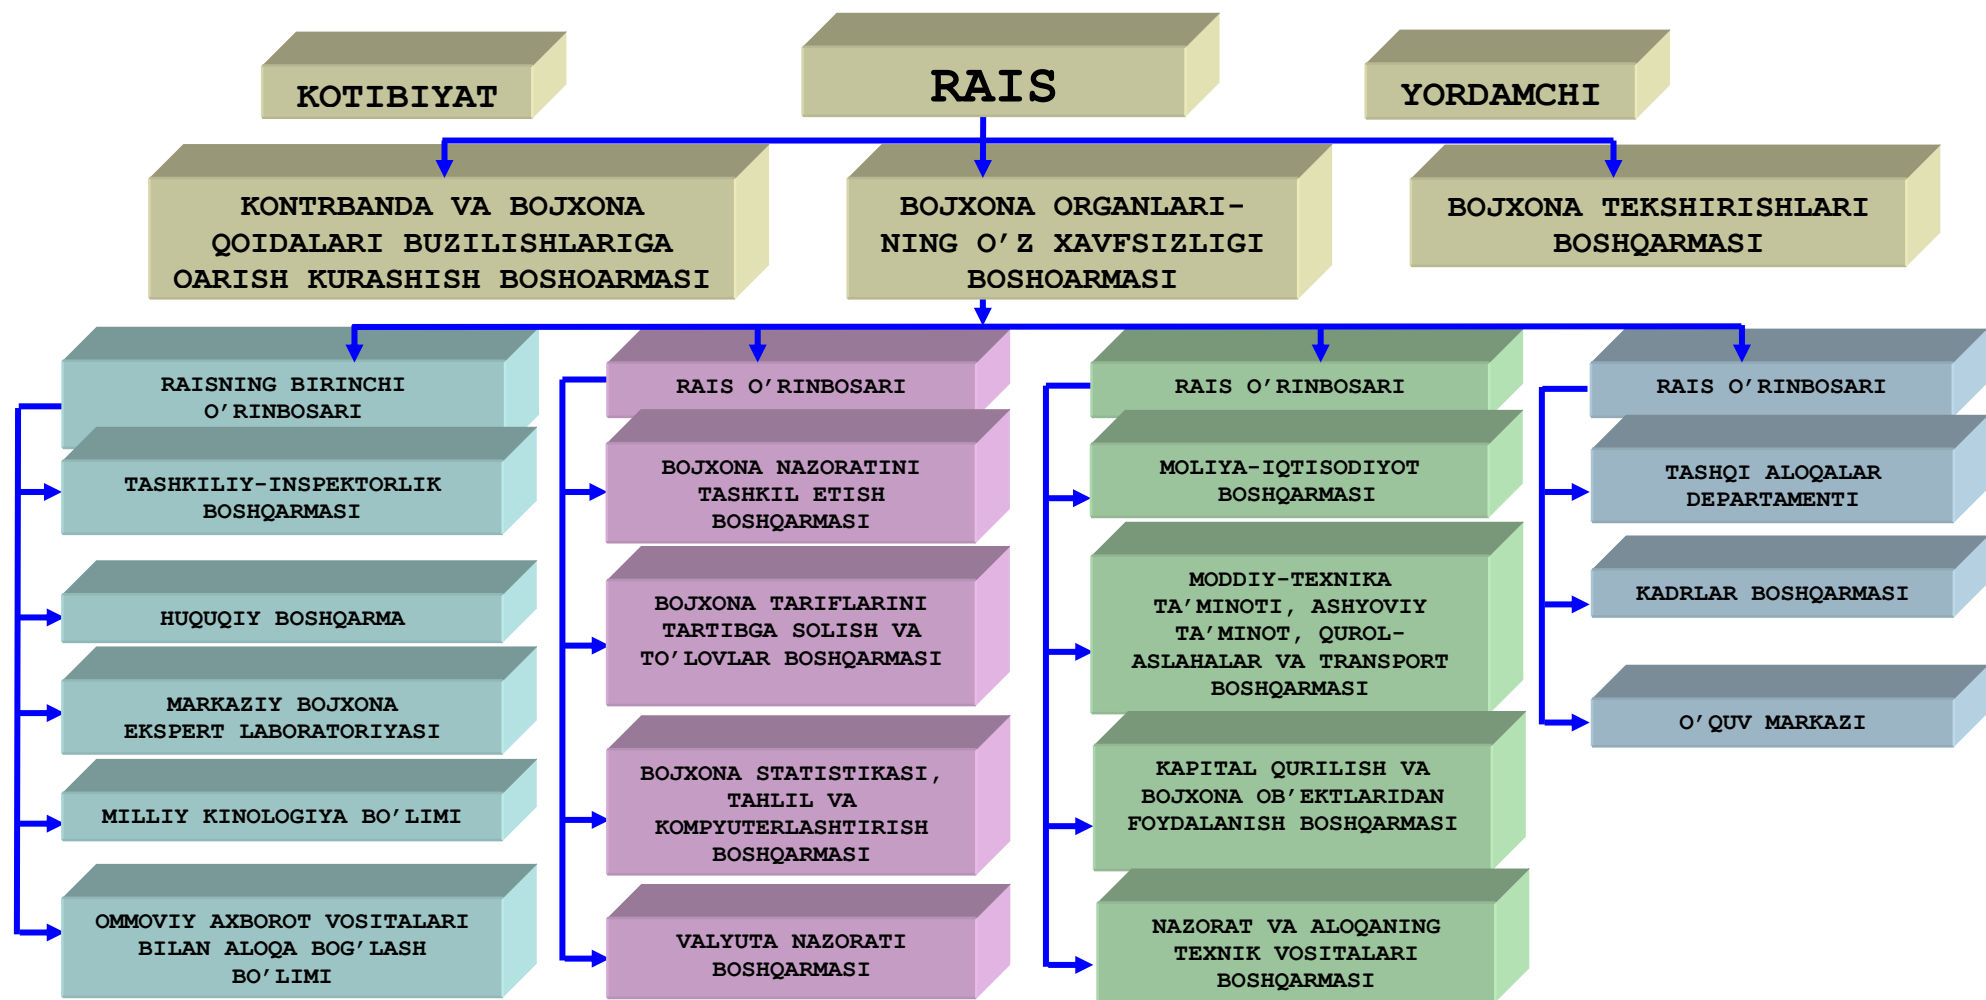 KOTIBIYAT
RAIS
YORDAMCHI
KONTRBANDA VA BOJXONA
QOIDALARI BUZILISHLARIGA
OARISH KURASHISH BOSHOARMASI
BOJXONA ORGANLARI-
NING O’Z XAVFSIZLIGI
BOSHOARMASI
BOJXONA TEKSHIRISHLARI
BOSHQARMASI
RAISNING BIRINCHI
O’RINBOSARI
TASHKILIY-INSPEKTORLIK
BOSHQARMASI
HUQUQIY BOSHQARMA
MARKAZIY BOJXONA
EKSPERT LABORATORIYASI
MILLIY KINOLOGIYA BO’LIMI
OMMOVIY AXBOROT VOSITALARI
BILAN ALOQA BOG’LASH
BO’LIMI
RAIS O’RINBOSARI
BOJXONA NAZORATINI
TASHKIL ETISH
BOSHQARMASI
BOJXONA TARIFLARINI
TARTIBGA SOLISH VA
TO’LOVLAR BOSHQARMASI
BOJXONA STATISTIKASI,
TAHLIL VA
KOMPYUTERLASHTIRISH
BOSHQARMASI
VALYUTA NAZORATI
BOSHQARMASI
RAIS O’RINBOSARI
MOLIYA-IQTISODIYOT
BOSHQARMASI
MODDIY-TEXNIKA
TA’MINOTI, ASHYOVIY
TA’MINOT, QUROL-
ASLAHALAR VA TRANSPORT
BOSHQARMASI
KAPITAL QURILISH VA
BOJXONA OB’EKTLARIDAN
FOYDALANISH BOSHQARMASI
NAZORAT VA ALOQANING
TEXNIK VOSITALARI
BOSHQARMASI
RAIS O’RINBOSARI
TASHQI ALOQALAR
DEPARTAMENTI
KADRLAR BOSHQARMASI
O’QUV MARKAZI